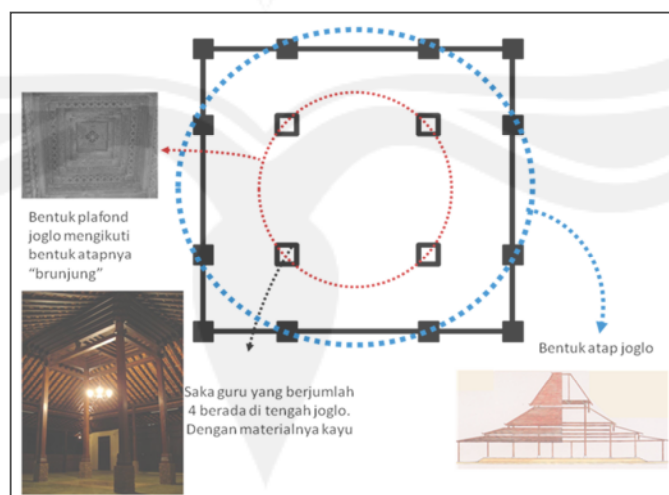 Bentuk plafond
joglo mengikuti
bentuk atapnya
“brunjung”
Saka guru yang berjumlah
4 berada di tengah joglo.
Dengan materialnya kayu
Bentuk atap joglo